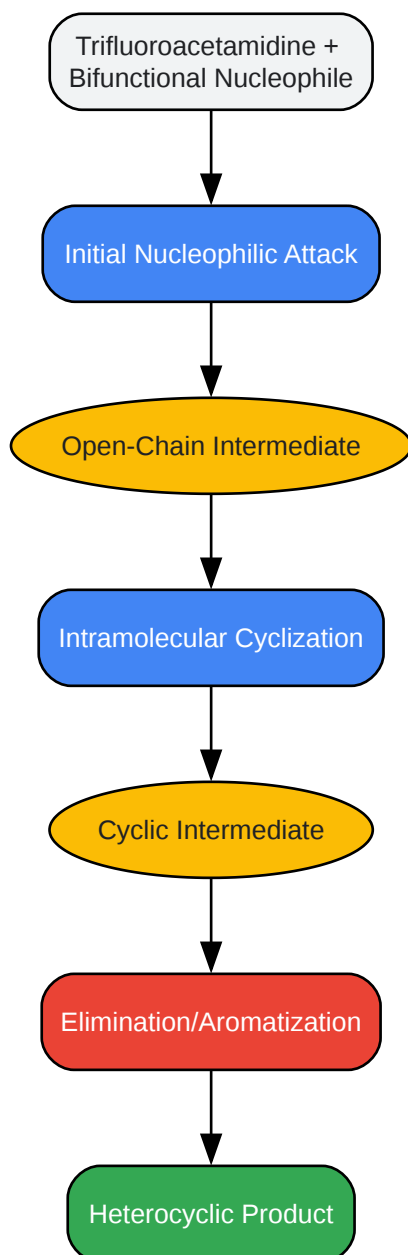 Trifluoroacetamidine +
Bifunctional Nucleophile
Initial Nucleophilic Attack
Open-Chain Intermediate
Intramolecular Cyclization
Cyclic Intermediate
Elimination/Aromatization
Heterocyclic Product